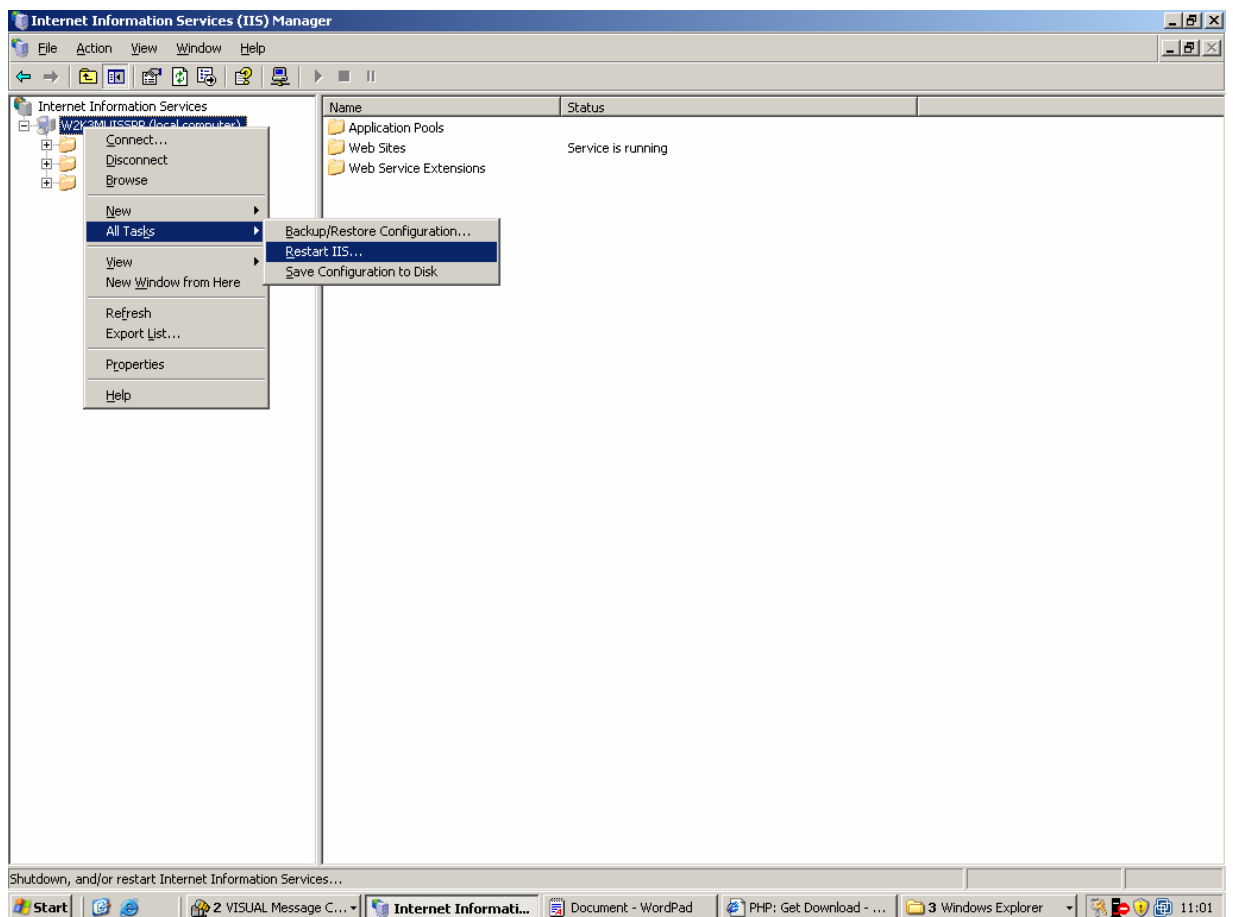 Internet Information Services (IIS) Manager
File Action View Window Help
Internet Information Services
(local computer)
Name Status
Application Pools
Web Sites Service is running
Web Service Extensions
Connect...
Disconnect
Browse
New
All Tasks
View
New Window from Here
Refresh
Export List...
Properties
Help
Backup/Restore Configuration...
Restart IIS...
Save Configuration to Disk
Shutdown, and/or restart Internet Information Services...
Start 2 VISUAL Message C... Internet Informati... Document - WordPad PHP: Get Download - ... 3 Windows Explorer 11:01